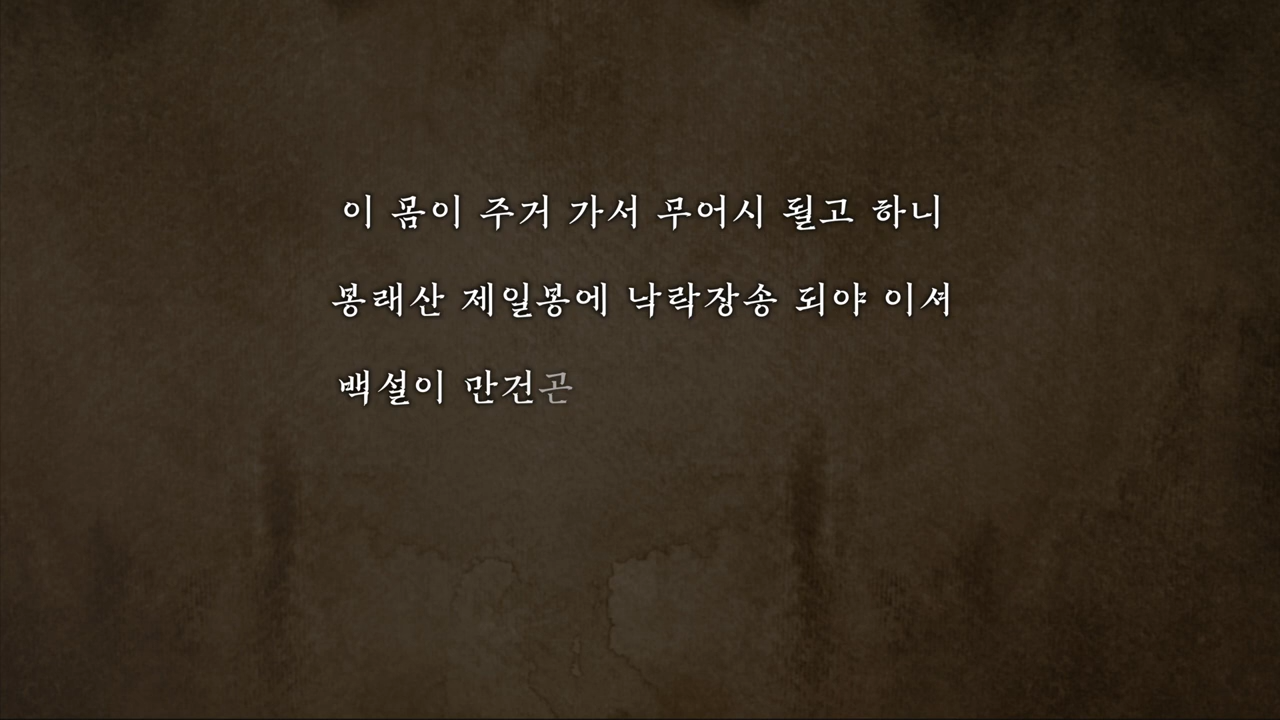 이 몸이 주거 가서 무어시 될고 하니
봉래산 제일봉에 낙락장송 되야 이셔
백설이 만건곤